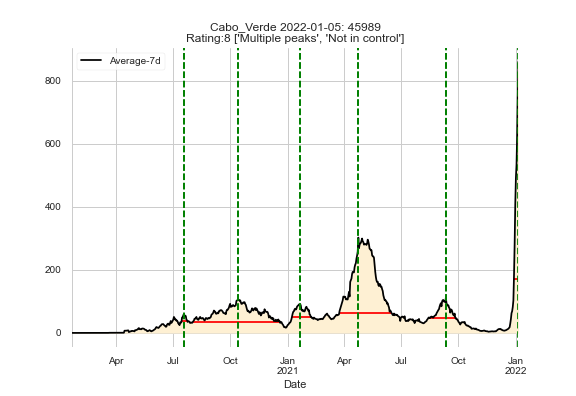 Cabo_Verde 2022-01-05: 45989
Rating:8 ['Multiple peaks', 'Not in control']
Average-7d
800
600
400
200
0
Apr
Jul
Oct
Jan
2021
Apr
Jul
Oct
Jan
2022
Date